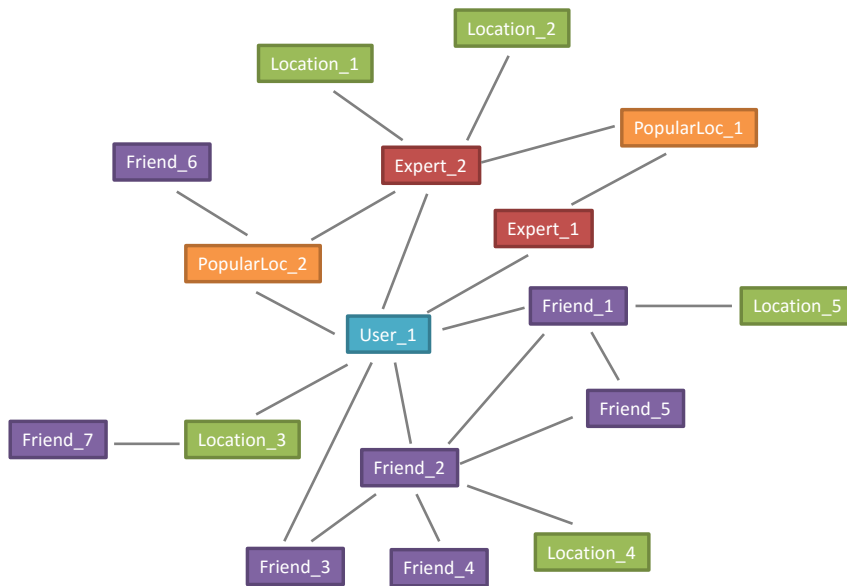 Location_2
Location_1
PopularLoc_1
Friend_6
Expert_2
Expert_1
PopularLoc_2
Friend_1
Location_5
User_1
Friend_5
Friend_7
Location_3
Friend_2
Location_4
Friend_3
Friend_4